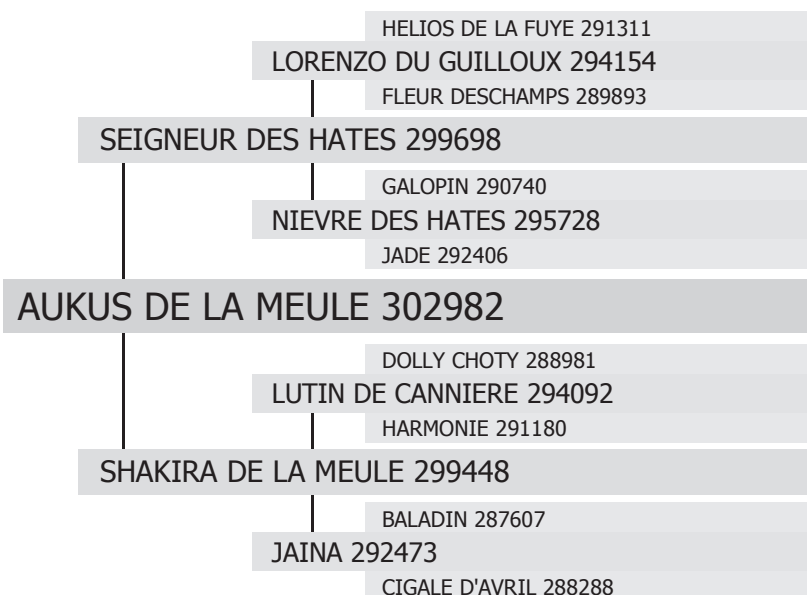 HELIOS DE LA FUYE 291311
LORENZO DU GUILLOUX 294154
FLEUR DESCHAMPS 289893
SEIGNEUR DES HATES 299698
GALOPIN 290740
NIEVRE DES HATES 295728
JADE 292406
AUKUS DE LA MEULE 302982
DOLLY CHOTY 288981
LUTIN DE CANNIERE 294092
HARMONIE 291180
SHAKIRA DE LA MEULE 299448
BALADIN 287607
JAINA 292473
CIGALE D'AVRIL 288288